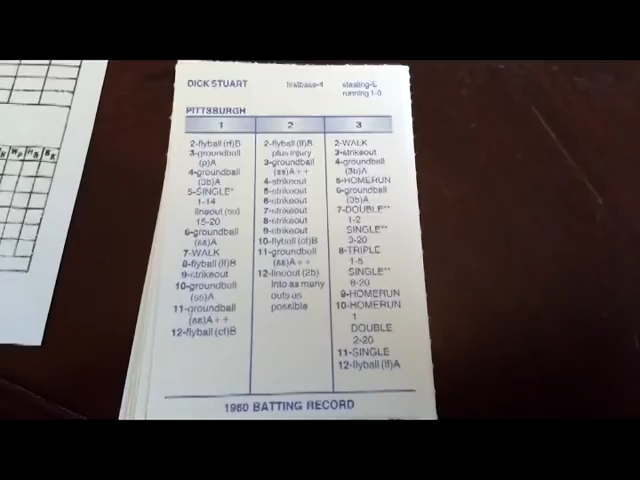 DICK STUART firstbase-4 stealing-E
running 1-9
PITTSBURGH
1 2 3
2-flyball (rf)B
3-groundball
(p)A
4-groundball
(3b)A
5-SINGLE*
1-14
lineout (ss)
15-20
6-groundball
(ss)A
7-WALK
8-flyball (lf)B
9-strikeout
10-groundball
(ss)A
11-groundball
(ss)A++
12-flyball (cf)B
2-flyball (lf)B
plus injury
3-groundball
(ss)A++
4-strikeout
5-strikeout
6-strikeout
7-strikeout
8-strikeout
9-strikeout
10-flyball (cf)B
11-groundball
(ss)A++
12-lineout (2b)
into as many
outs as
possible
2-WALK
3-strikeout
4-groundball
(3b)A
5-HOMERUN
6-groundball
(3b)A
7-DOUBLE**
1-2
SINGLE**
3-20
8-TRIPLE
1-5
SINGLE**
6-20
9-HOMERUN
10-HOMERUN
1
DOUBLE
2-20
11-SINGLE
12-flyball (lf)A
1960 BATTING RECORD